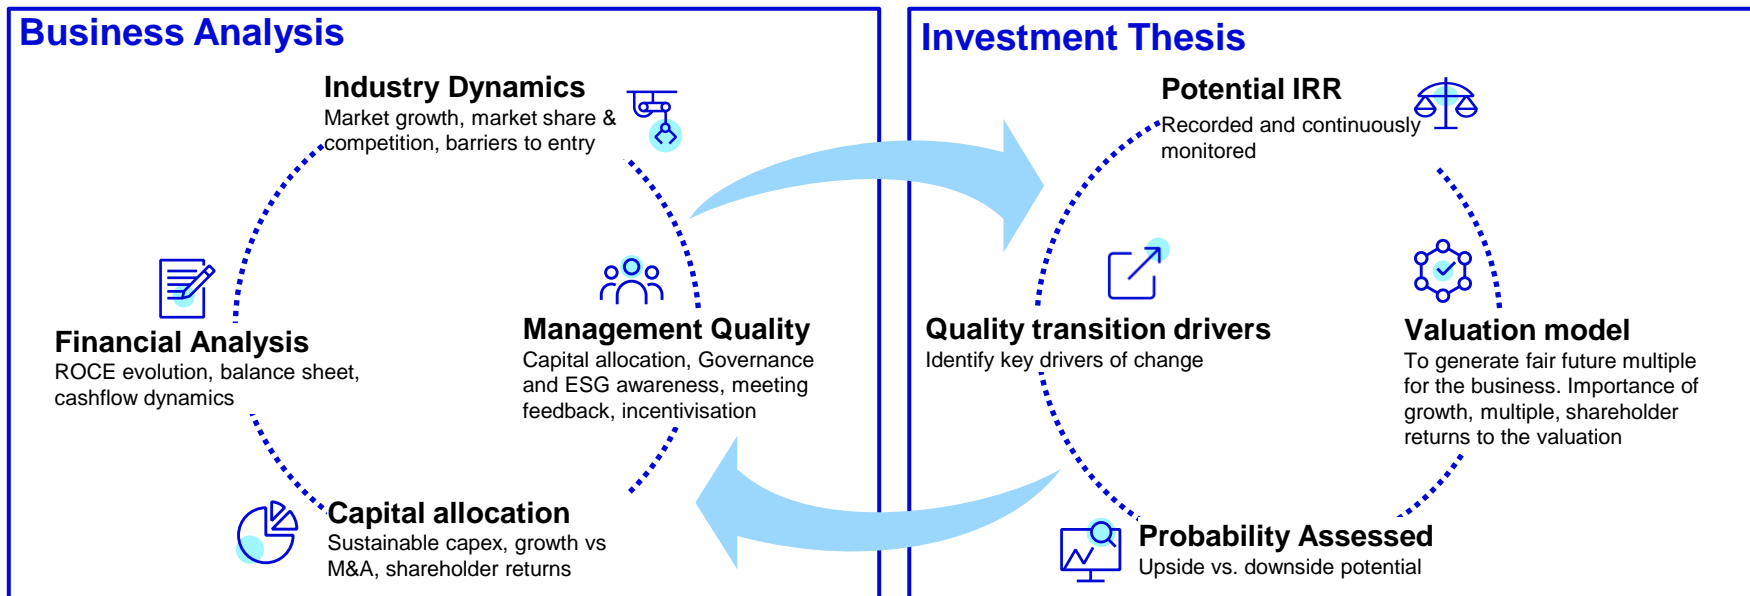 Business Analysis
Industry Dynamics
Market growth, market share &
competition, barriers to entry
Financial Analysis
ROCE evolution, balance sheet,
cashflow dynamics
Management Quality
Capital allocation, Governance
and ESG awareness, meeting
feedback, incentivisation
Capital allocation
Sustainable capex, growth vs
M&A, shareholder returns
Investment Thesis
Potential IRR
Recorded and continuously
monitored
Quality transition drivers
Identify key drivers of change
Valuation model
To generate fair future multiple
for the business. Importance of
growth, multiple, shareholder
returns to the valuation
Probability Assessed
Upside vs. downside potential